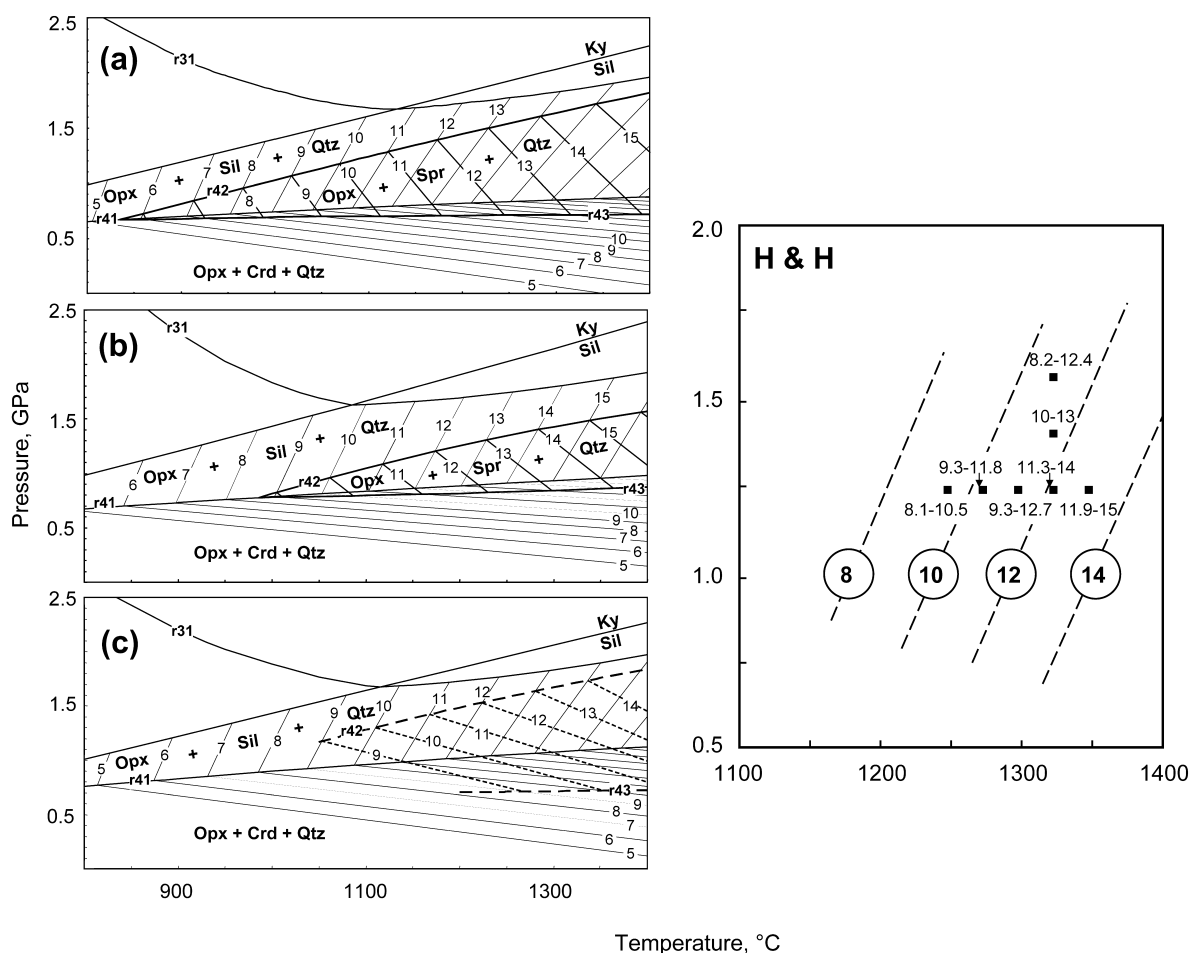 2.5
(a)
r31
Ky
Sil
1.5
13
12
11
10
Qtz
15
9
+
Qtz
14
8
Sil
+
13
7
11
Spr
12
6
+
r42
10
Opx
+
5
Opx
8
9
r41
r43
0.5
10
9
8
7
6
5
Opx + Crd + Qtz
2.5
(b)
r31
Ky
Sil
1.5
15
14
13
12
11
Qtz
10
+
9
Sil
8
+
7
Opx
6
15
Qtz
14
+
13
Spr
12
+
11
Opx
r42
r41
r43
0.5
10
9
8
7
6
5
Opx + Crd + Qtz
2.5
(c)
r31
Ky
Sil
1.5
14
13
12
11
10
Qtz
9
r42
+
8
Sil
7
+
6
Opx
5
12
11
10
9
r41
r43
0.5
9
8
7
6
5
Opx + Crd + Qtz
900
1100
1300
Pressure, GPa
Temperature, °C
2.0
H & H
8.2-12.4
1.5
10-13
9.3-11.8
11.3-14
8.1-10.5
9.3-12.7
11.9-15
1.0
8
10
12
14
0.5
1100
1200
1300
1400